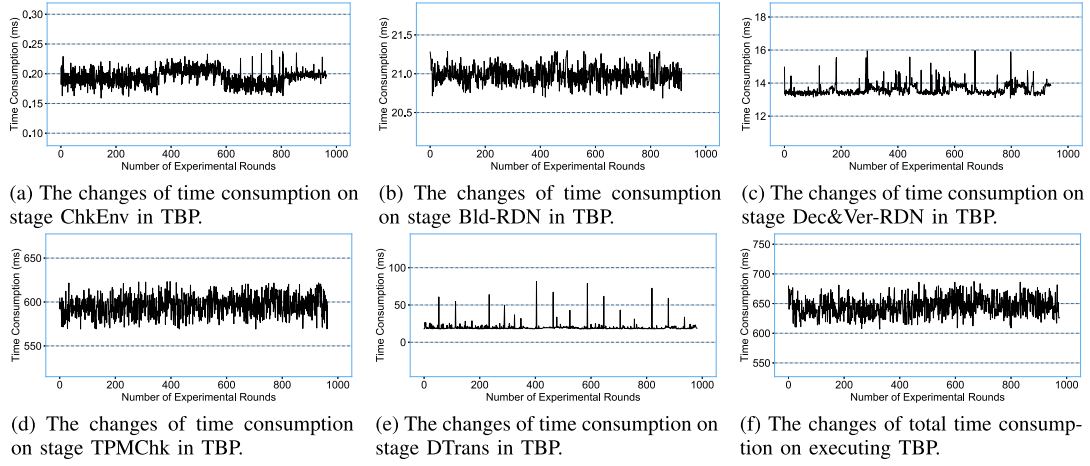 0.30
0.25
0.20
0.15
0.10
Time Consumption (ms)
0 200 400 600 800 1000
Number of Experimental Rounds
(a) The changes of time consumption on
stage ChkEnv in TBP.
21.5
21.0
20.5
Time Consumption (ms)
0 200 400 600 800 1000
Number of Experimental Rounds
(b) The changes of time consumption
on stage Bld-RDN in TBP.
18
16
14
12
Time Consumption (ms)
0 200 400 600 800 1000
Number of Experimental Rounds
(c) The changes of time consumption on
stage Dec&Ver-RDN in TBP.
650
600
550
Time Consumption (ms)
0 200 400 600 800 1000
Number of Experimental Rounds
(d) The changes of time consumption
on stage TPMChk in TBP.
100
50
0
Time Consumption (ms)
0 200 400 600 800 1000
Number of Experimental Rounds
(e) The changes of time consumption on
stage DTrans in TBP.
750
700
650
600
550
Time Consumption (ms)
0 200 400 600 800 1000
Number of Experimental Rounds
(f) The changes of total time consump-
tion on executing TBP.